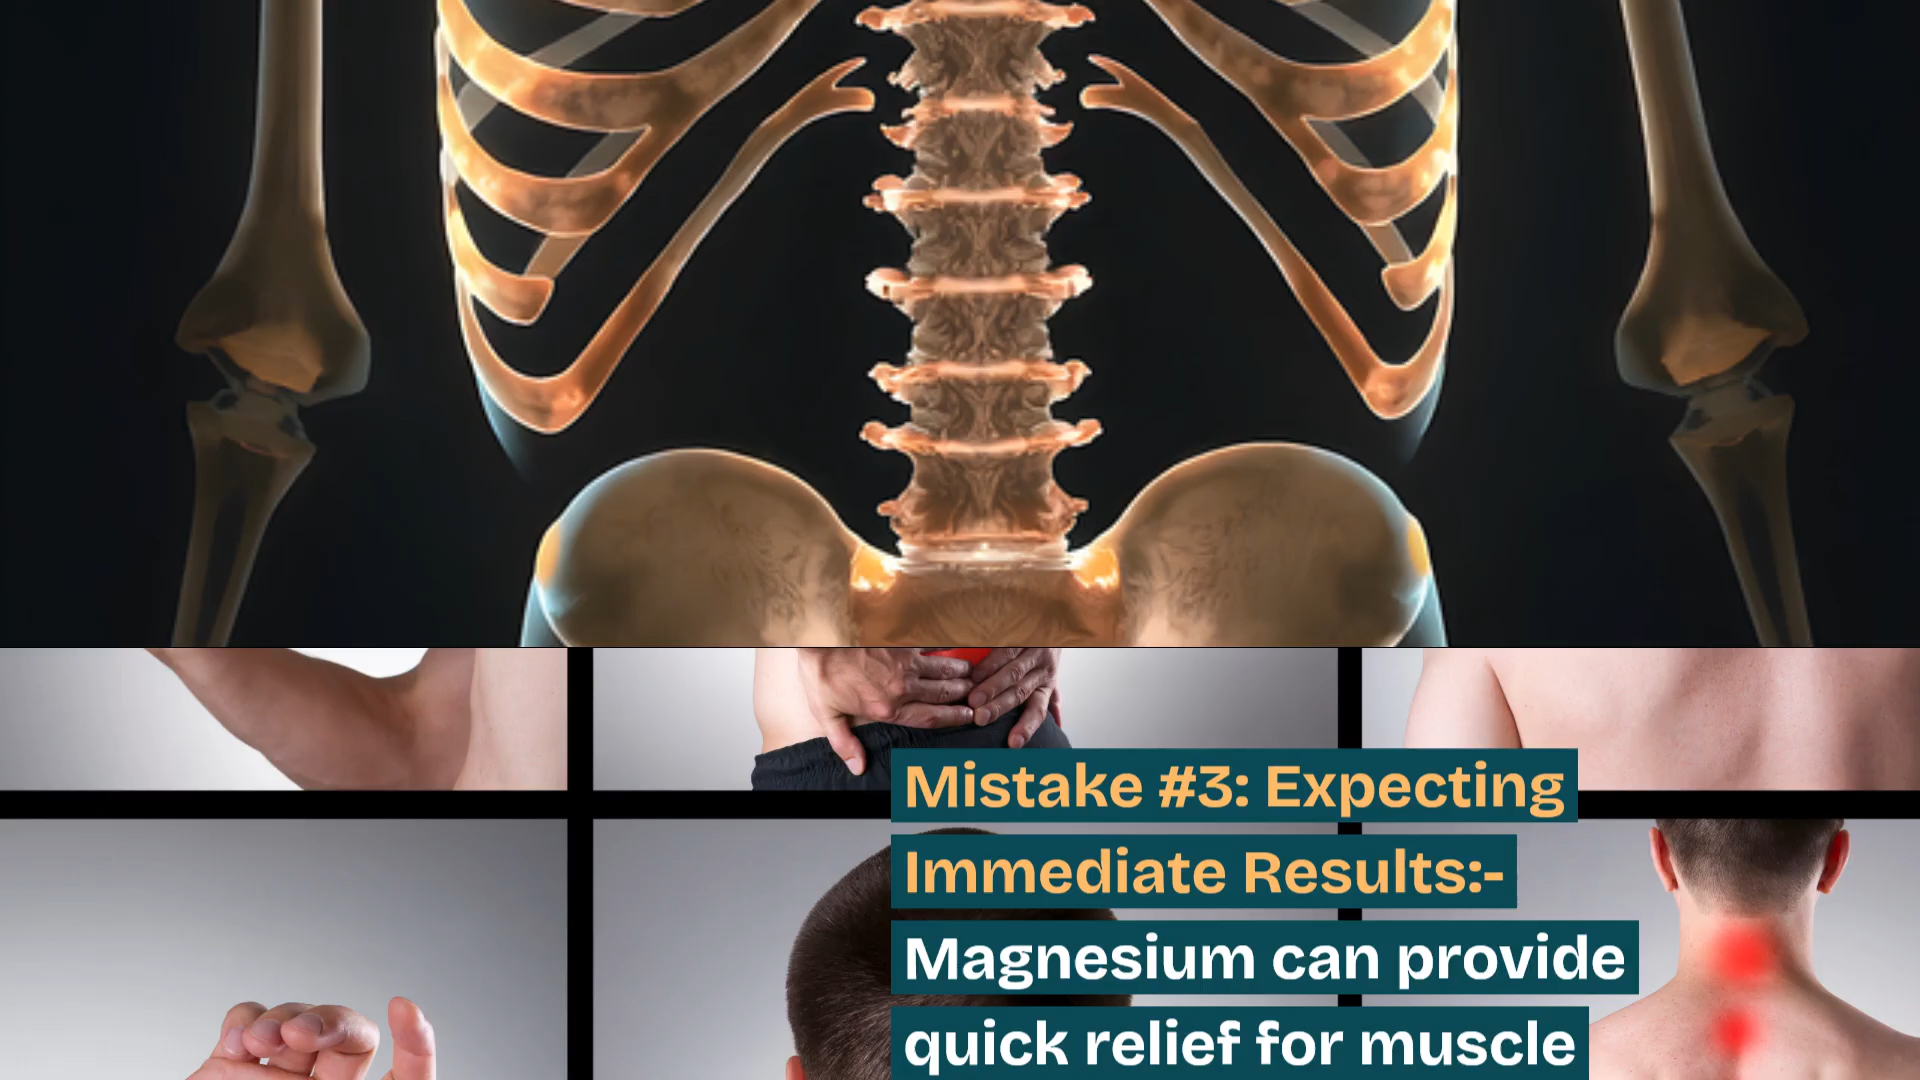 Mistake #3: Expecting
Immediate Results:-
Magnesium can provide
quick relief for muscle